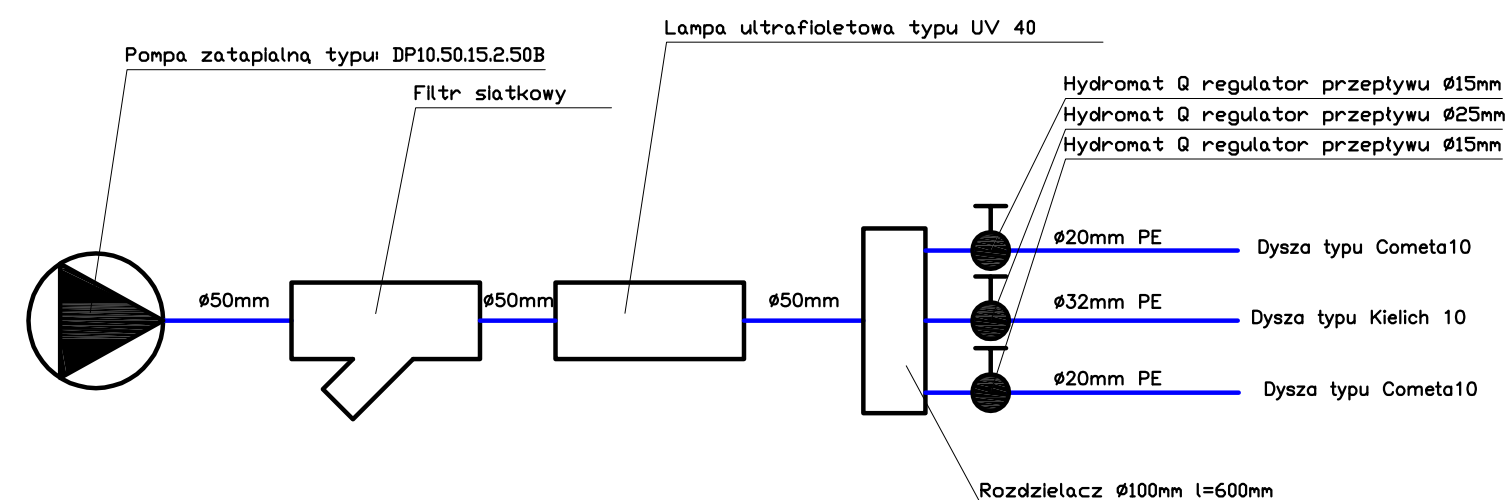 Lampa ultrafioletowa typu UV 40
Pompa zatapialną typu: DP10.50.15.2.50B
Filtr siatkowy
Hydromat Q regulator przepływu Ø15mm
Hydromat Q regulator przepływu Ø25mm
Hydromat Q regulator przepływu Ø15mm
Ø20mm PE
Dysza typu Cometa10
Ø50mm
Ø50mm
Ø50mm
Ø32mm PE
Dysza typu Kielich 10
Ø20mm PE
Dysza typu Cometa10
Rozdzielacz Ø100mm l=600mm